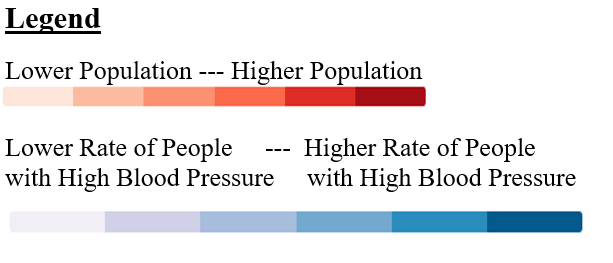 Legend
Lower Population --- Higher Population
Lower Rate of People --- Higher Rate of People
with High Blood Pressure with High Blood Pressure